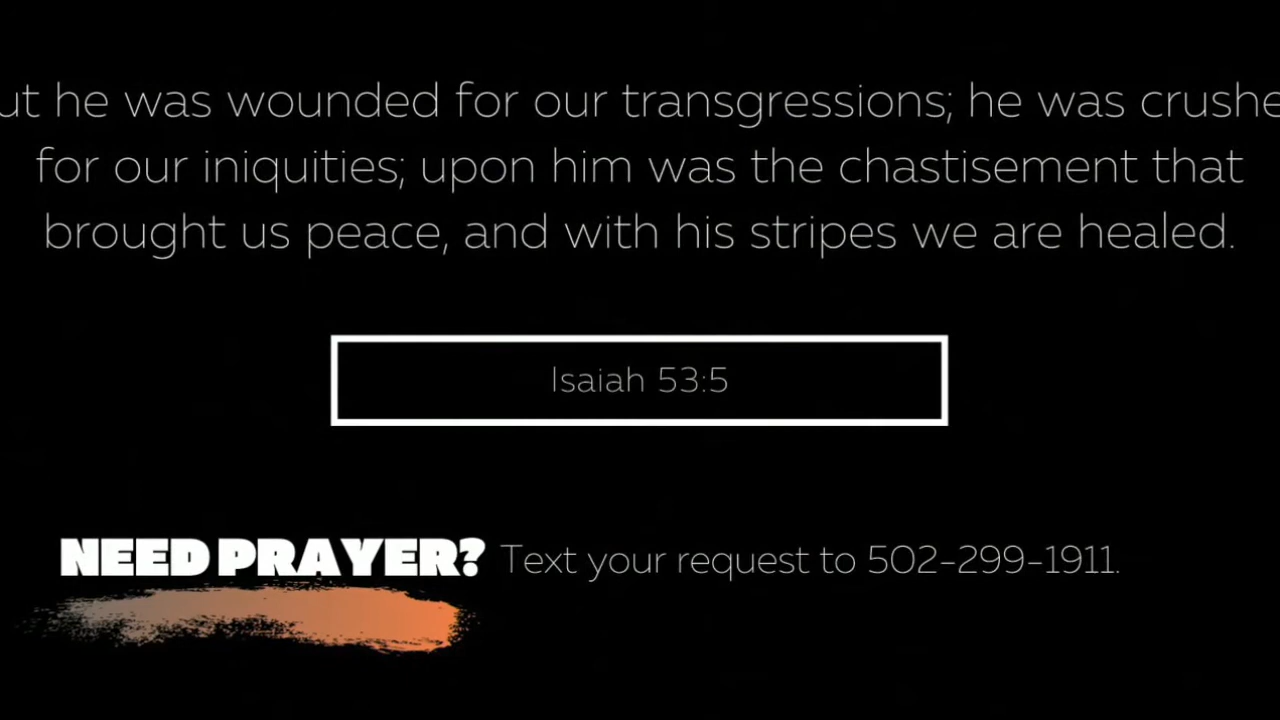 ut he was wounded for our transgressions; he was crushe
for our iniquities; upon him was the chastisement that
brought us peace, and with his stripes we are healed.
Isaiah 53:5
NEED PRAYER? Text your request to 502-299-1911.